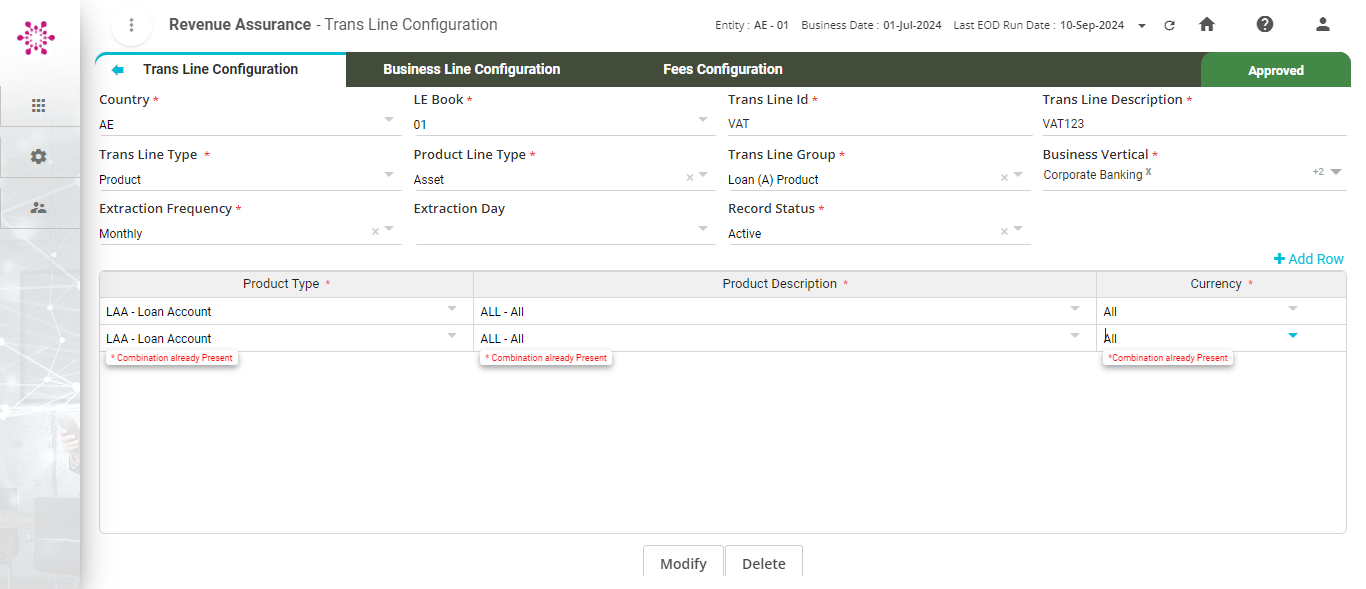 Revenue Assurance - Trans Line Configuration
Entity : AE - 01 Business Date : 01-Jul-2024 Last EOD Run Date : 10-Sep-2024
Trans Line Configuration Business Line Configuration Fees Configuration Approved
Country * LE Book * Trans Line Id * Trans Line Description *
AE 01 VAT VAT123
Trans Line Type * Product Line Type * Trans Line Group * Business Vertical *
Product Asset × Loan (A) Product × Corporate Banking x +2
Extraction Frequency * Extraction Day Record Status *
Monthly × Active ×
+ Add Row
Product Type * Product Description * Currency *
LAA - Loan Account ALL - All All
LAA - Loan Account ALL - All All
* Combination already Present * Combination already Present *Combination already Present
Modify Delete